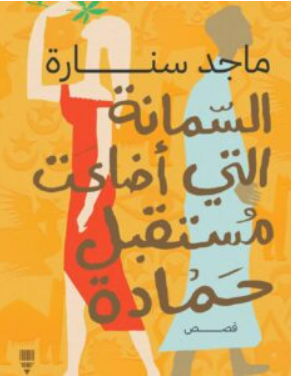 ماجد سنارة
السّمانة
التي أضاعت
مُستقبل
حَمادة
قصص